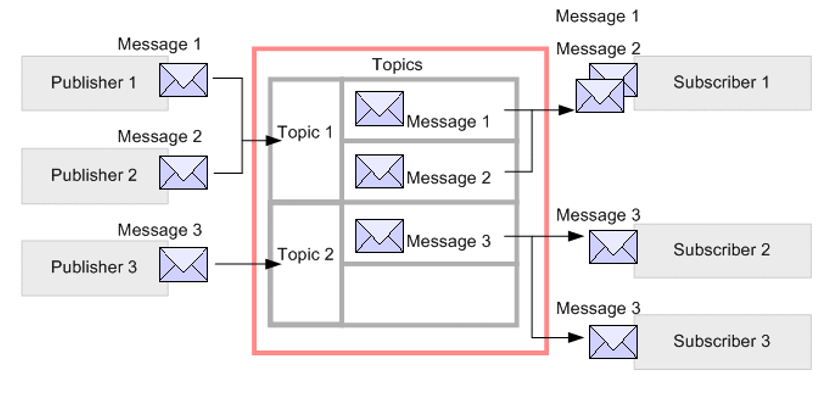 Message 1
Publisher 1
Message 2
Publisher 2
Message 3
Publisher 3
Topics
Topic 1
Message 1
Message 2
Topic 2
Message 3
Message 1
Message 2
Subscriber 1
Message 3
Subscriber 2
Message 3
Subscriber 3